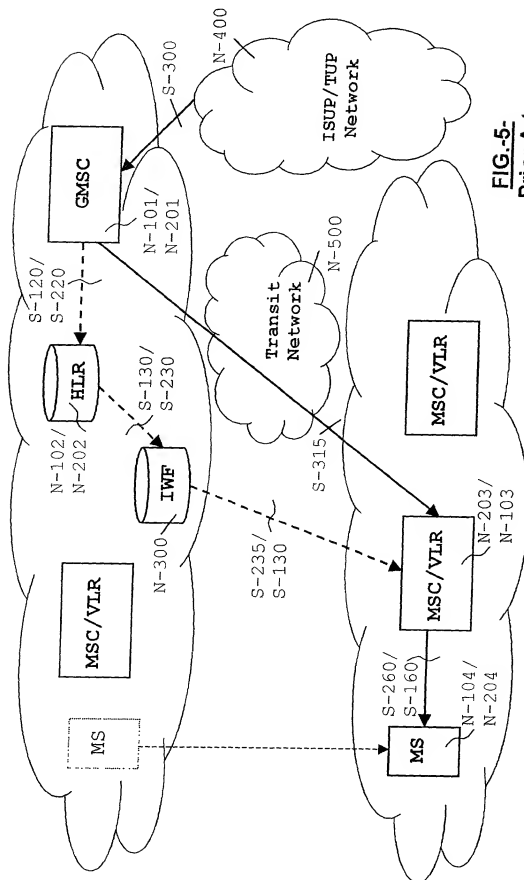 S-300
N-400
ISUP/TUP
Network
GMSC
N-101/
N-201
S-120/
S-220
HLR
N-102/
N-202
S-130/
S-230
IWF
N-300
Transit
Network
N-500
S-315
S-235/
S-130
MSC/VLR
MS
MSC/VLR
MSC/VLR
N-203/
N-103
S-260/
S-160
MS
N-104/
N-204
FIG.-5-